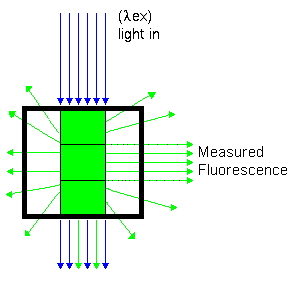 (λex)
light in
Measured
Fluorescence